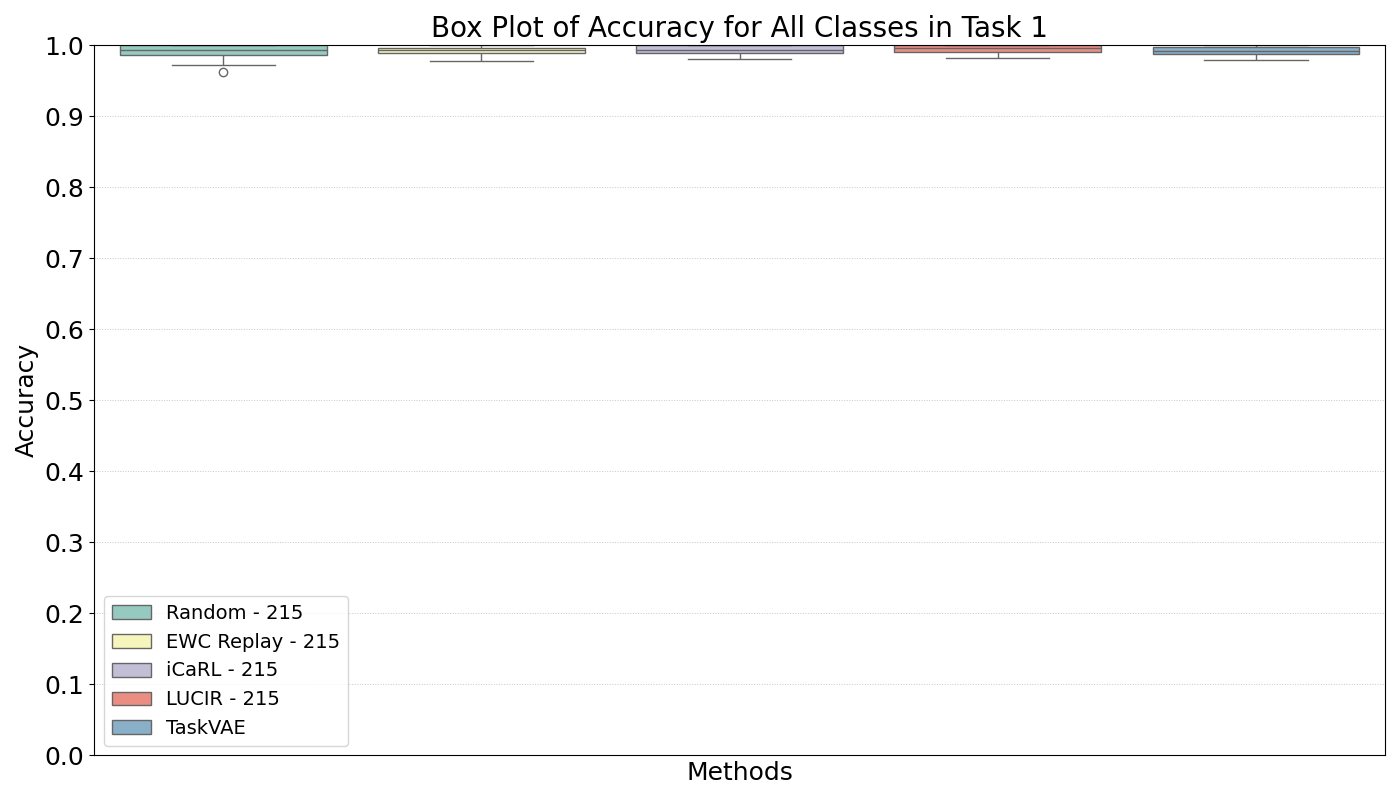 Box Plot of Accuracy for All Classes in Task 1
1.0
0.9
0.8
0.7
0.6
0.5
0.4
0.3
0.2
0.1
0.0
Accuracy
Random - 215
EWC Replay - 215
iCaRL - 215
LUCIR - 215
TaskVAE
Methods